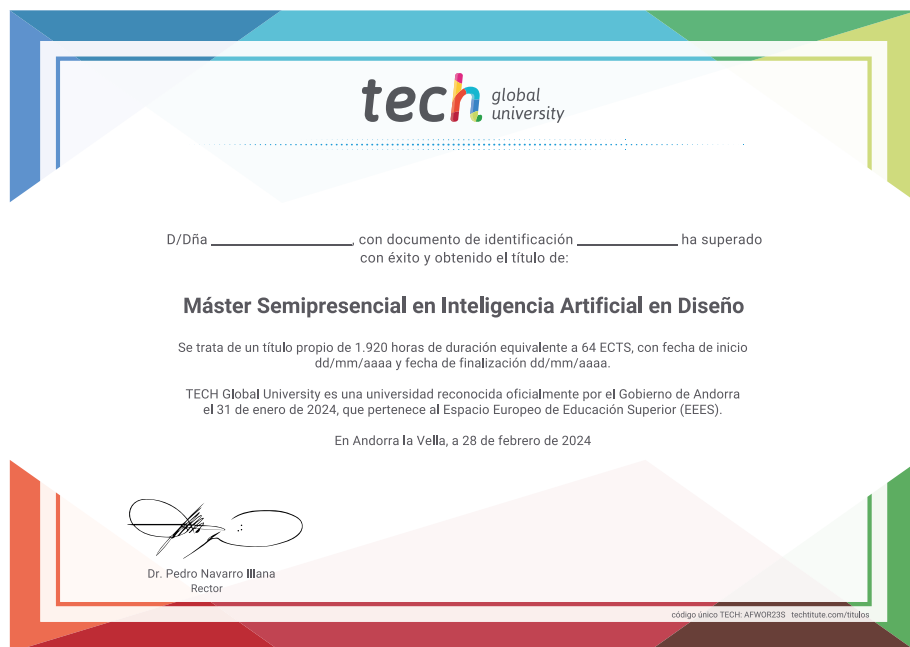 tech global
university
D/Dña ____________________, con documento de identificación ______________ ha superado
con éxito y obtenido el título de:
Máster Semipresencial en Inteligencia Artificial en Diseño
Se trata de un título propio de 1.920 horas de duración equivalente a 64 ECTS, con fecha de inicio
dd/mm/aaaa y fecha de finalización dd/mm/aaaa.
TECH Global University es una universidad reconocida oficialmente por el Gobierno de Andorra
el 31 de enero de 2024, que pertenece al Espacio Europeo de Educación Superior (EEES).
En Andorra la Vella, a 28 de febrero de 2024
Dr. Pedro Navarro Illana
Rector
código único TECH: AFWOR23S techtitute.com/titulos